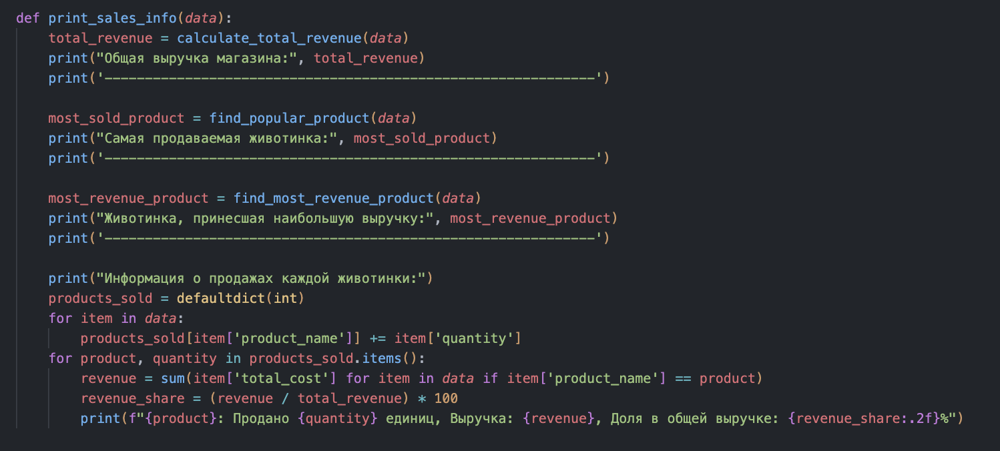 def print_sales_info(data):
    total_revenue = calculate_total_revenue(data)
    print("Общая выручка магазина:", total_revenue)
    print('-------------------------------------------------------------')

    most_sold_product = find_popular_product(data)
    print("Самая продаваемая животинка:", most_sold_product)
    print('-------------------------------------------------------------')

    most_revenue_product = find_most_revenue_product(data)
    print("Животинка, принесшая наибольшую выручку:", most_revenue_product)
    print('-------------------------------------------------------------')

    print("Информация о продажах каждой животинки:")
    products_sold = defaultdict(int)
    for item in data:
        products_sold[item['product_name']] += item['quantity']
    for product, quantity in products_sold.items():
        revenue = sum(item['total_cost'] for item in data if item['product_name'] == product)
        revenue_share = (revenue / total_revenue) * 100
        print(f"{product}: Продано {quantity} единиц, Выручка: {revenue}, Доля в общей выручке: {revenue_share:.2f}%")